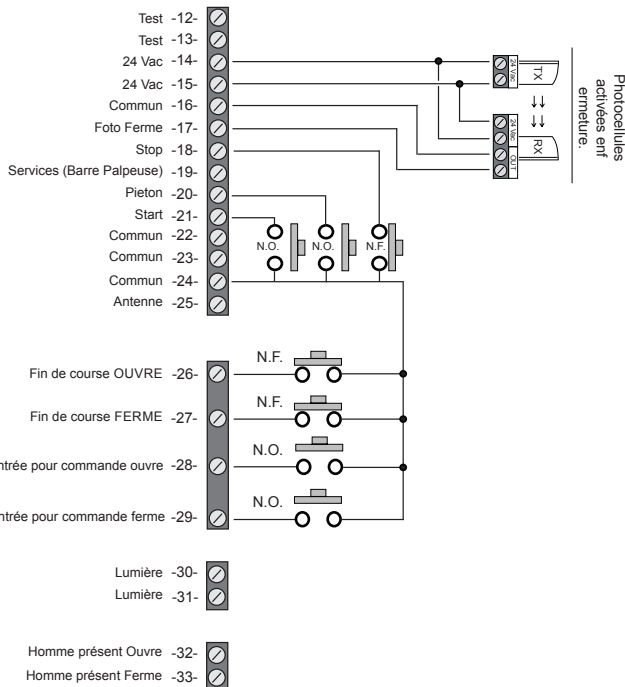 Test -12-
Test -13-
24 Vac -14-
24 Vac -15-
Commun -16-
Foto Ferme -17-
Stop -18-
Services (Barre Palpeuse) -19-
Pieton -20-
Start -21-
Commun -22-
Commun -23-
Commun -24-
Antenne -25-
24 Vac
TX
24 Vac
OUT
RX
Photocellules
activées enf
ermeture.
N.O.
N.O.
N.F.
Fin de course OUVRE -26-
N.F.
Fin de course FERME -27-
N.F.
ntrée pour commande ouvre -28-
N.O.
ntrée pour commande ferme -29-
N.O.
Lumière -30-
Lumière -31-
Homme présent Ouvre -32-
Homme présent Ferme -33-